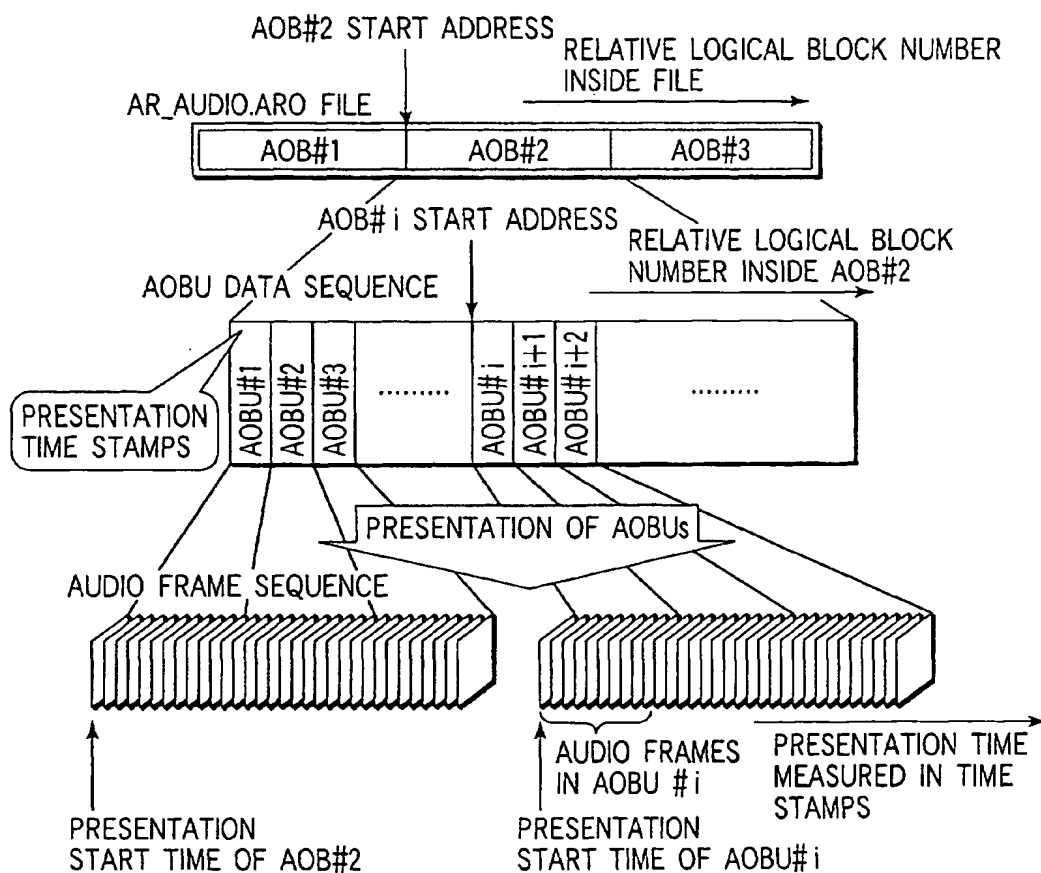 AOB#2 START ADDRESS
RELATIVE LOGICAL BLOCK NUMBER
INSIDE FILE
AR_AUDIO.ARO FILE
AOB#1
AOB#2
AOB#3
AOB#i START ADDRESS
RELATIVE LOGICAL BLOCK
NUMBER INSIDE AOB#2
AOBU DATA SEQUENCE
AOBU#1
AOBU#2
AOBU#3
.........
AOBU#i
AOBU#i+1
AOBU#i+2
.........
PRESENTATION
TIME STAMPS
PRESENTATION OF AOBUs
AUDIO FRAME SEQUENCE
AUDIO FRAMES
IN AOBU #i
PRESENTATION TIME
MEASURED IN TIME
STAMPS
PRESENTATION
START TIME OF AOB#2
PRESENTATION
START TIME OF AOBU#i